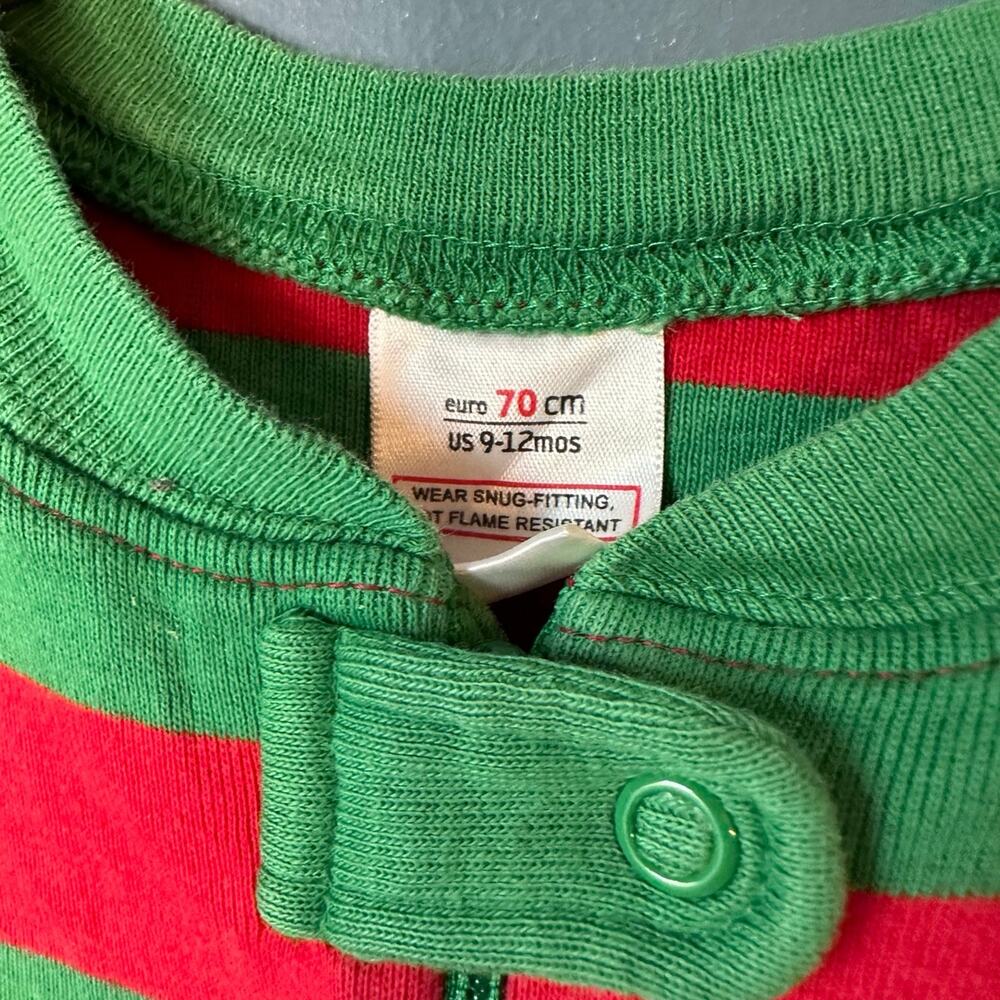 euro 70 cm
US 9-12mos
WEAR SNUG-FITTING,
FLAME RESISTANT